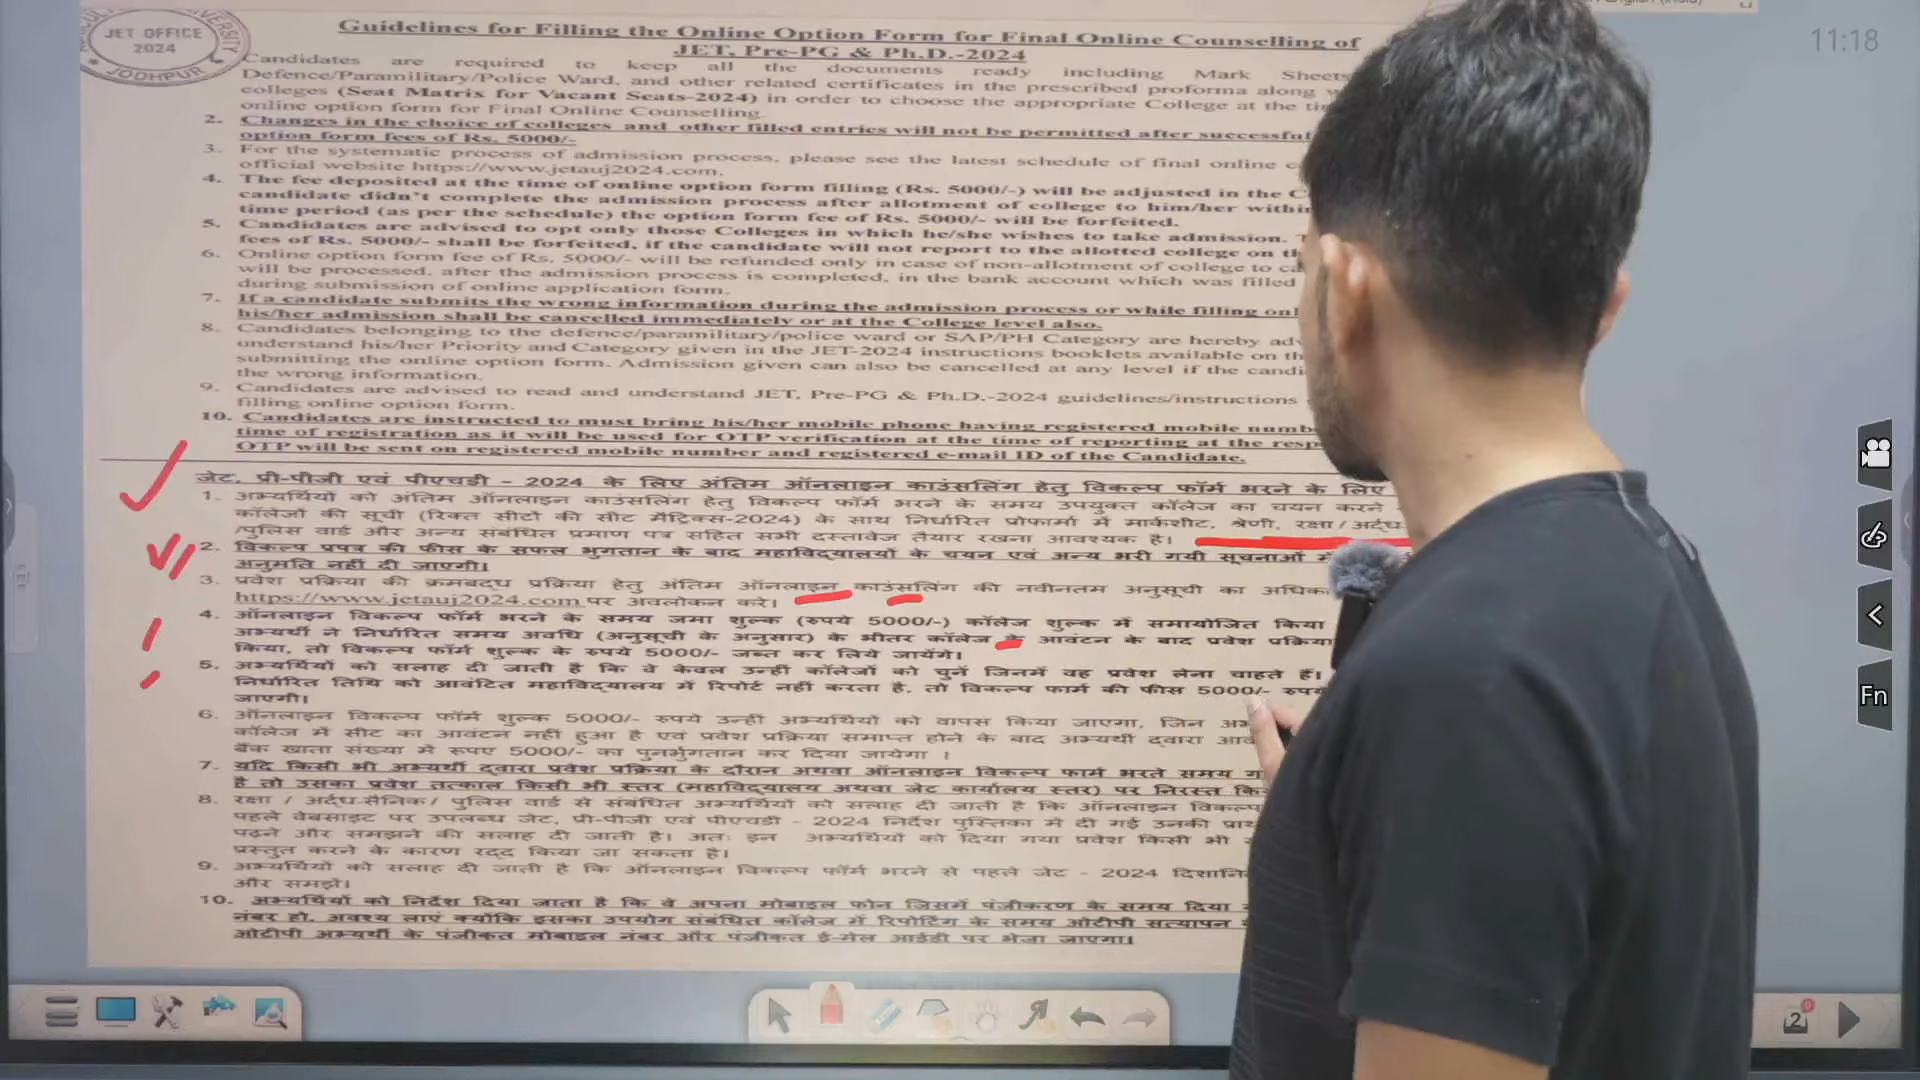 JET OFFICE
2024
JODHPUR
11:18
Guidelines for Filling the Online Option Form for Final Online Counselling of
JET, Pre-PG & Ph.D.-2024
Candidates are required to keep all the documents ready including Mark Sheets
Defence/Paramilitary/Police Ward, and other related certificates in the prescribed proforma along
colleges (Seat Matrix for Vacant Seats-2024) in order to choose the appropriate College at the
online option form for Final Online Counselling.
2. Changes in the choice of colleges and other filled entries will not be permitted after
option form fees of Rs. 5000/-
3. For the systematic process of admission process, please see the latest schedule of final online
official website https://www.jetauj2024.com.
4. The fee deposited at the time of online option form filling (Rs. 5000/-) will be adjusted in the
candidate didn't complete the admission process after allotment of college to him/her
time period (as per the schedule) the option form fee of Rs. 5000/- will be forfeited.
5. Candidates are advised to opt only those Colleges in which he/she wishes to take admission.
fees of Rs. 5000/- shall be forfeited, if the candidate will not report to the allotted college on
6. Online option form fee of Rs. 5000/- will be refunded only in case of non-allotment of college to
will be processed, after the admission process is completed, in the bank account which was filled
during submission of online application form.
7. If a candidate submits the wrong information during the admission process or while filling
his/her admission shall be cancelled immediately or at the College level also.
8. Candidates belonging to the defence/paramilitary/police ward or SAP/PH Category are hereby
understand his/her Priority and Category given in the JET-2024 instructions booklets available on
submitting the online option form. Admission given can also be cancelled at any level if the
the wrong information.
9. Candidates are advised to read and understand JET, Pre-PG & Ph.D.-2024 guidelines/instructions
filling online option form.
10. Candidates are instructed to must bring his/her mobile phone having registered mobile
time of registration as it will be used for OTP verification at the time of reporting at the
OTP will be sent on registered mobile number and registered e-mail ID of the Candidate.
जेट, प्री-पीजी एवं पीएचडी - 2024 के लिए अंतिम ऑनलाइन काउंसलिंग हेतु विकल्प फॉर्म भरने के लिए
1. अभ्यर्थियों को अंतिम ऑनलाइन काउंसलिंग हेतु विकल्प फॉर्म भरने के समय उपयुक्त कॉलेज का चयन करने
कॉलेजों की सूची (रिक्त सीटों की सीट मैट्रिक्स-2024) के साथ निर्धारित प्रोफार्मा में मार्कशीट, श्रेणी, रक्षा / अर्द्ध
/पुलिस वार्ड और अन्य संबंधित प्रमाण पत्र सहित सभी दस्तावेज तैयार रखना आवश्यक है।
2. विकल्प प्रपत्र की फीस के सफल भुगतान के बाद महाविद्यालयों के चयन एवं अन्य भरी गयी सूचनाओं में
अनुमति नहीं दी जाएगी।
3. प्रवेश प्रक्रिया की क्रमबद्ध प्रक्रिया हेतु अंतिम ऑनलाइन काउंसलिंग की नवीनतम अनुसूची का
https://www.jetauj2024.com पर अवलोकन करे।
4. ऑनलाइन विकल्प फॉर्म भरने के समय जमा शुल्क (रुपये 5000/-) कॉलेज शुल्क में समायोजित किया
अभ्यर्थी ने निर्धारित समय अवधि (अनुसूची के अनुसार) के भीतर कॉलेज के आवंटन के बाद प्रवेश प्रक्रिया
किया, तो विकल्प फॉर्म शुल्क के रुपये 5000/- जब्त कर लिये जायेंगे।
5. अभ्यर्थियों को सलाह दी जाती है कि वे केवल उन्हीं कॉलेजों को चुनें जिनमें वह प्रवेश लेना चाहते हैं।
निर्धारित तिथि को आवंटित महाविद्यालय में रिपोर्ट नहीं करता है, तो विकल्प फार्म की फीस 5000/-
जाएगी।
6. ऑनलाइन विकल्प फॉर्म शुल्क 5000/- रुपये उन्ही अभ्यर्थियों को वापस किया जाएगा, जिन
कॉलेज में सीट का आवंटन नहीं हुआ है एवं प्रवेश प्रक्रिया समाप्त होने के बाद अभ्यर्थी द्वारा
बैंक खाता संख्या में रूपए 5000/- का पुनर्भुगतान कर दिया जायेगा ।
7. यदि किसी भी अभ्यर्थी द्वारा प्रवेश प्रक्रिया के दौरान अथवा ऑनलाइन विकल्प फार्म भरते समय
है तो उसका प्रवेश तत्काल किसी भी स्तर (महाविद्यालय अथवा जेट कार्यालय स्तर) पर निरस्त
8. रक्षा / अर्द्ध-सैनिक/ पुलिस वार्ड से संबंधित अभ्यर्थियों को सलाह दी जाती है कि ऑनलाइन विकल्प
पहले वेबसाइट पर उपलब्ध जेट, प्री-पीजी एवं पीएचडी - 2024 निर्देश पुस्तिका में दी गई उनकी
पढ़ने और समझने की सलाह दी जाती है। अतः इन अभ्यर्थियों को दिया गया प्रवेश किसी भी
प्रस्तुत करने के कारण रद्द किया जा सकता है।
9. अभ्यर्थियों को सलाह दी जाती है कि ऑनलाइन विकल्प फॉर्म भरने से पहले जेट - 2024
और समझें।
10. अभ्यर्थियों को निर्देश दिया जाता है कि वे अपना मोबाइल फोन जिसमें पंजीकरण के समय दिया
नंबर हो, अवश्य लाएं क्योंकि इसका उपयोग संबंधित कॉलेज में रिपोर्टिंग के समय ओटीपी सत्यापन
ओटीपी अभ्यर्थी के पंजीकृत मोबाइल नंबर और पंजीकृत ई-मेल आईडी पर भेजा जाएगा।
Fn
2